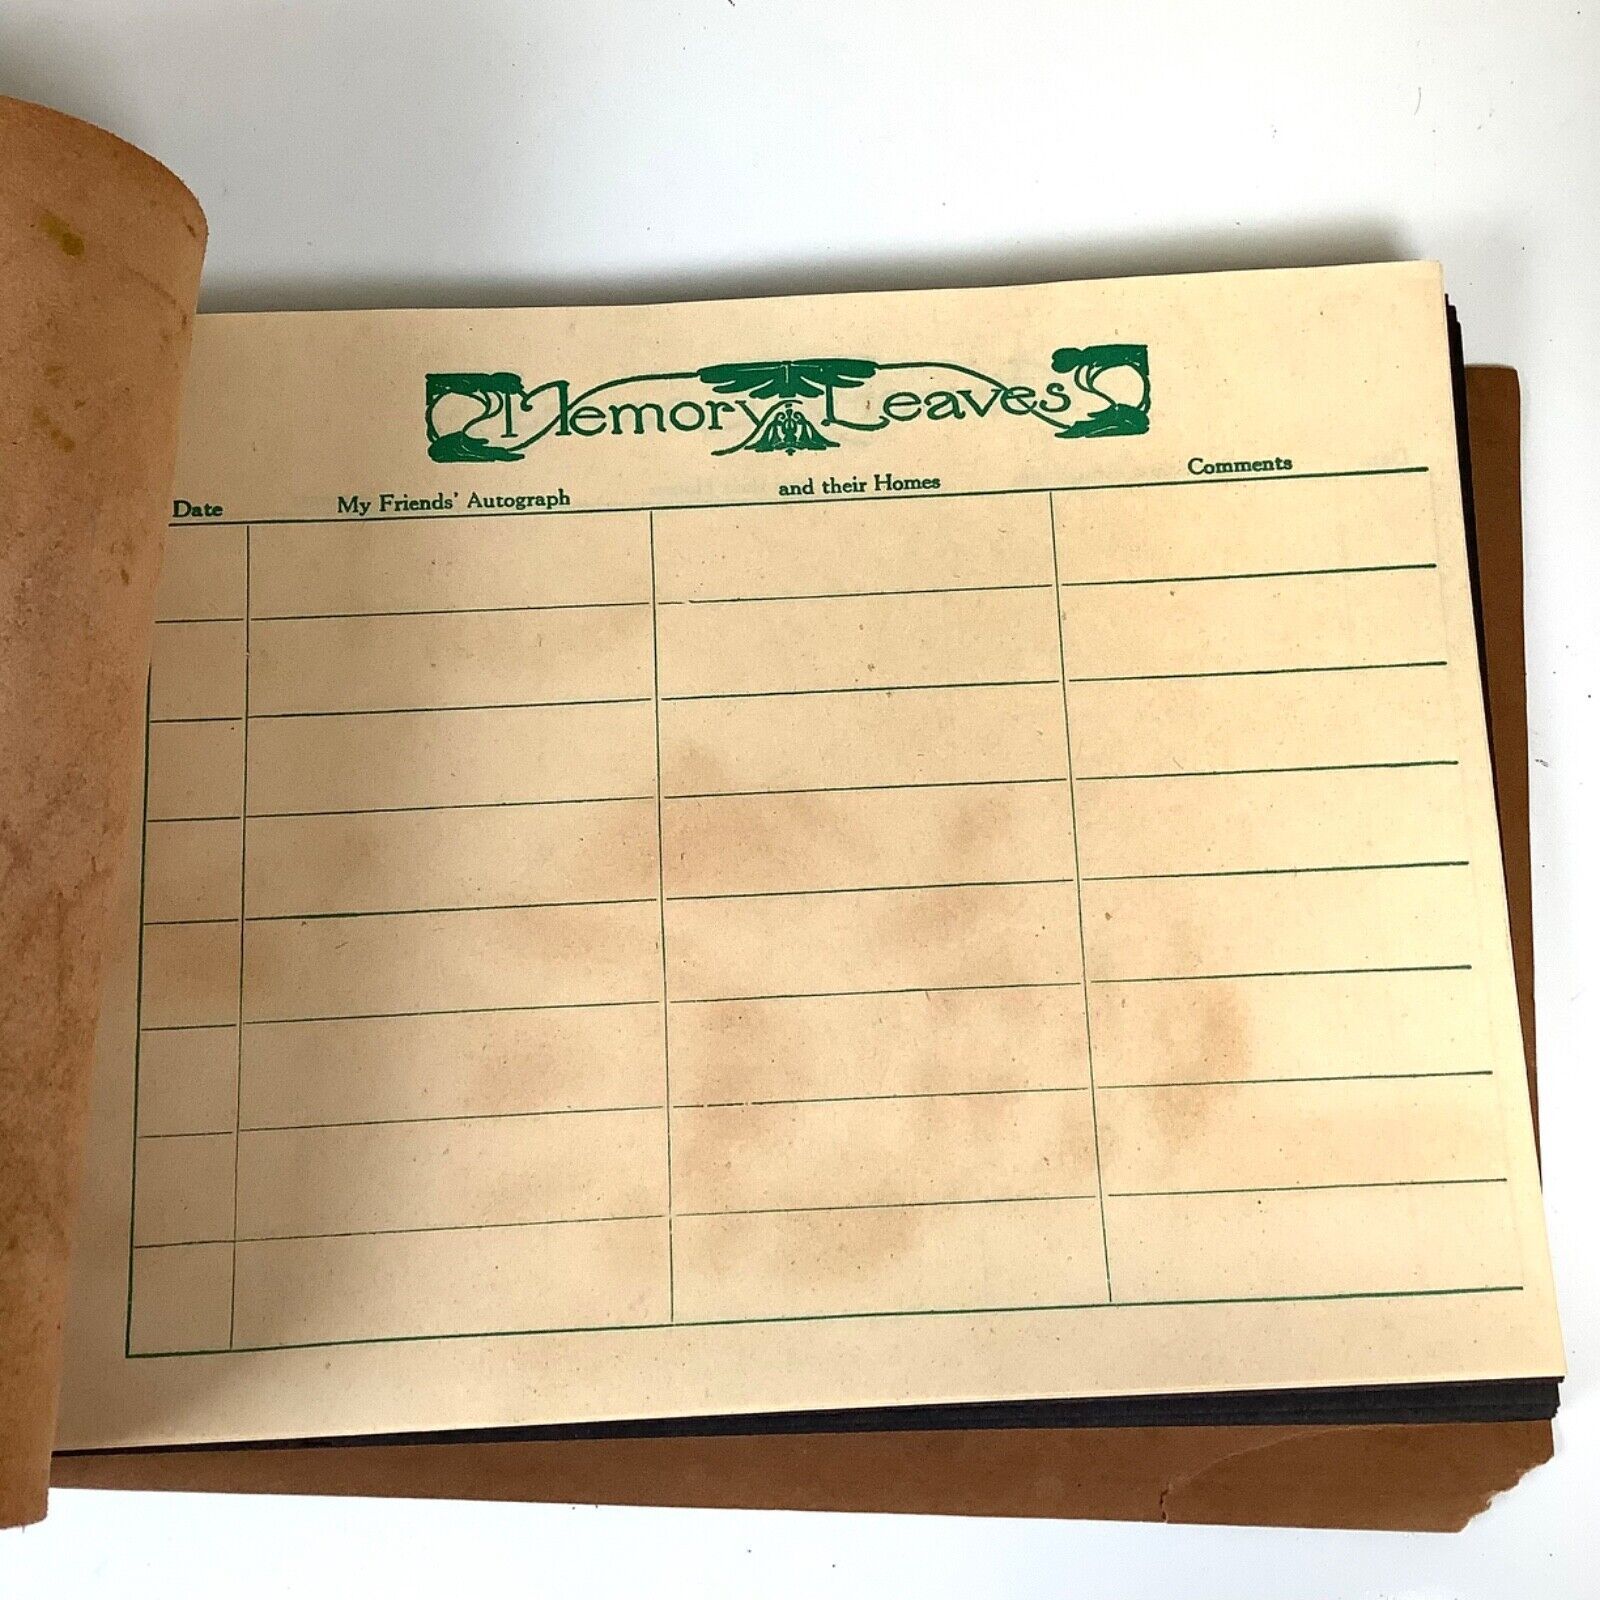 Memory Leaves
Date My Friends' Autograph and their Homes Comments